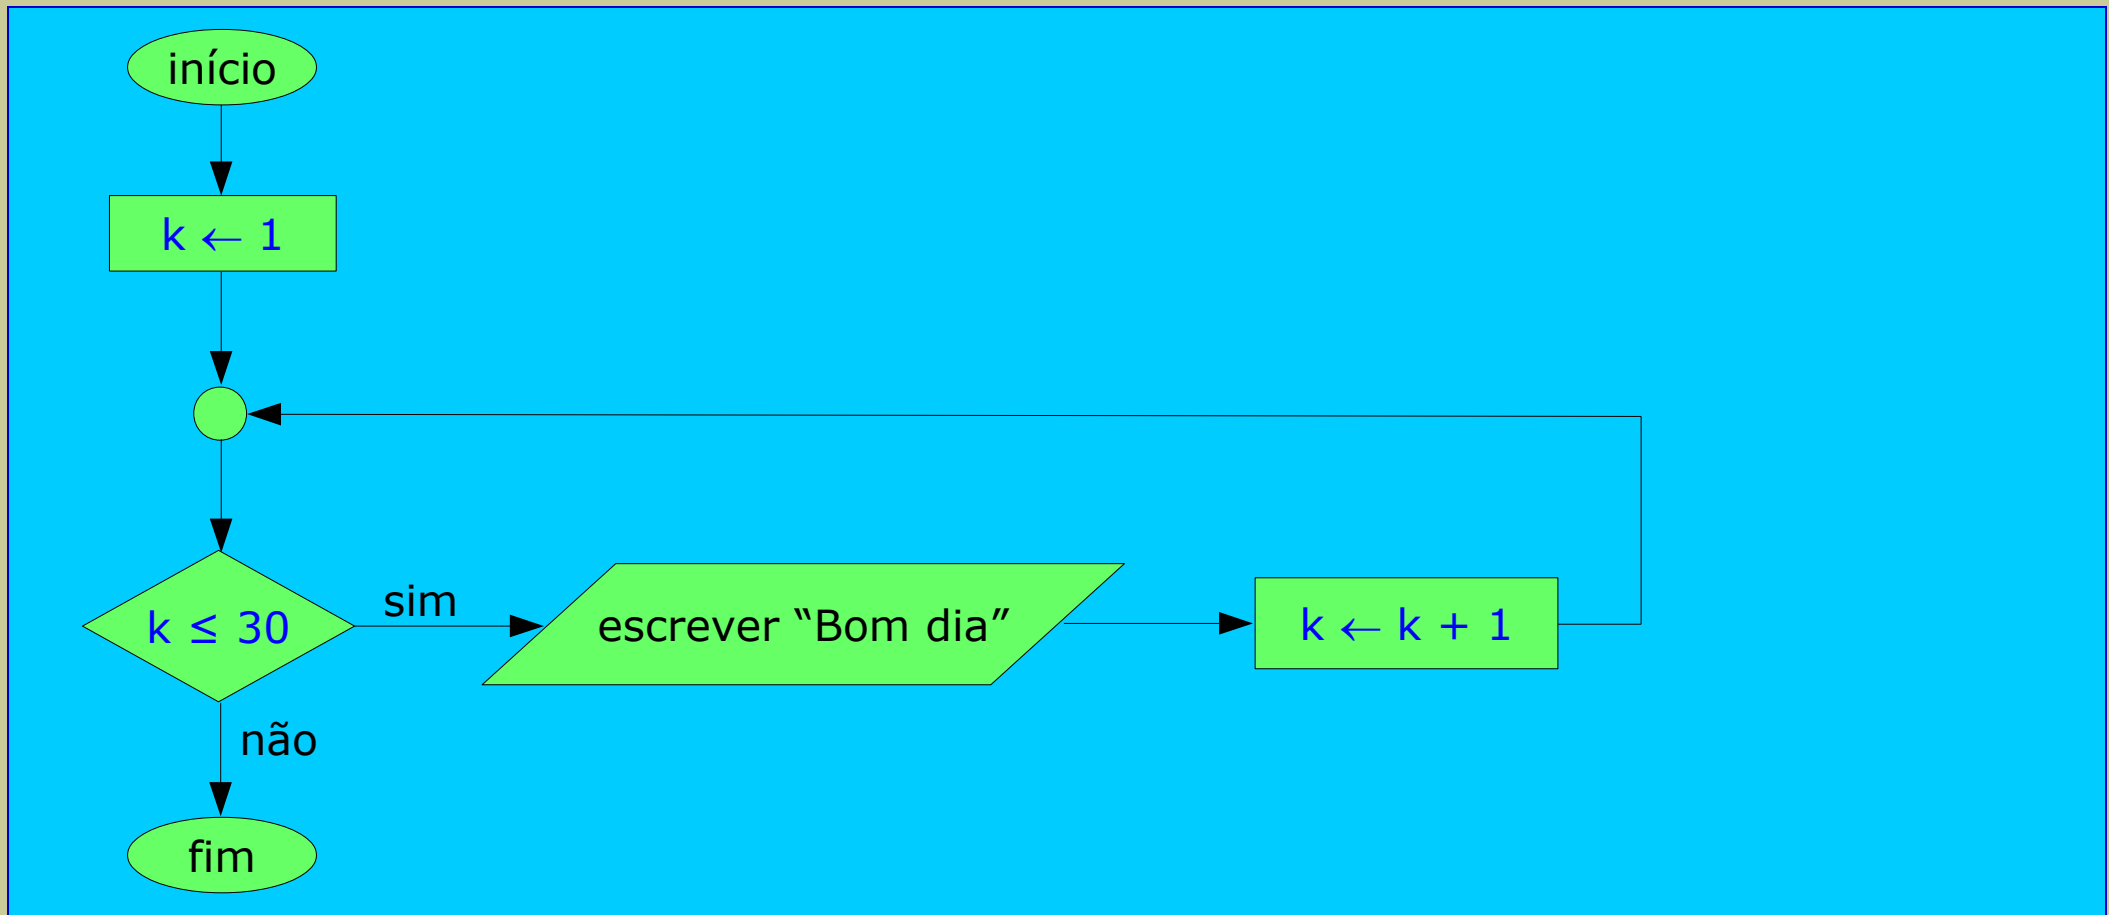 início
k ← 1
k ≤ 30
sim
escrever “Bom dia”
k ← k + 1
não
fim